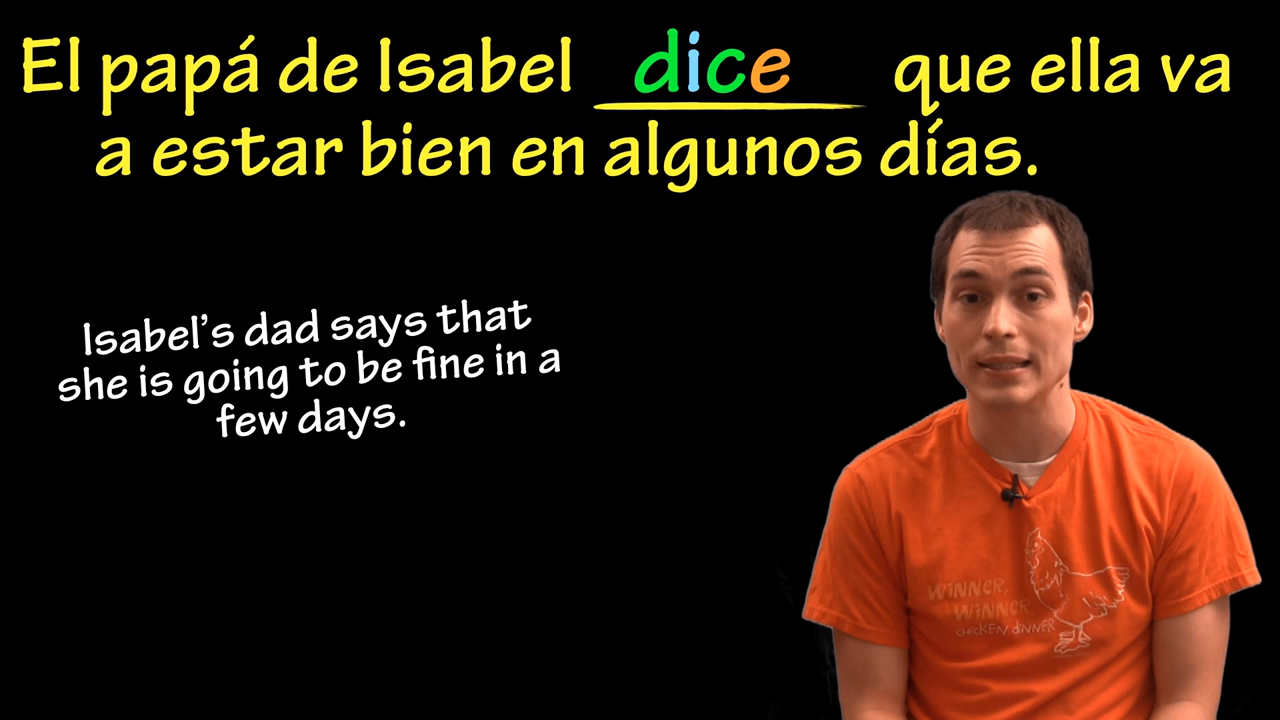 El papá de Isabel dice que ella va
a estar bien en algunos días.
Isabel's dad says that
she is going to be fine in a
few days.
WINNER,
WINNER
CHICKEN DINNER